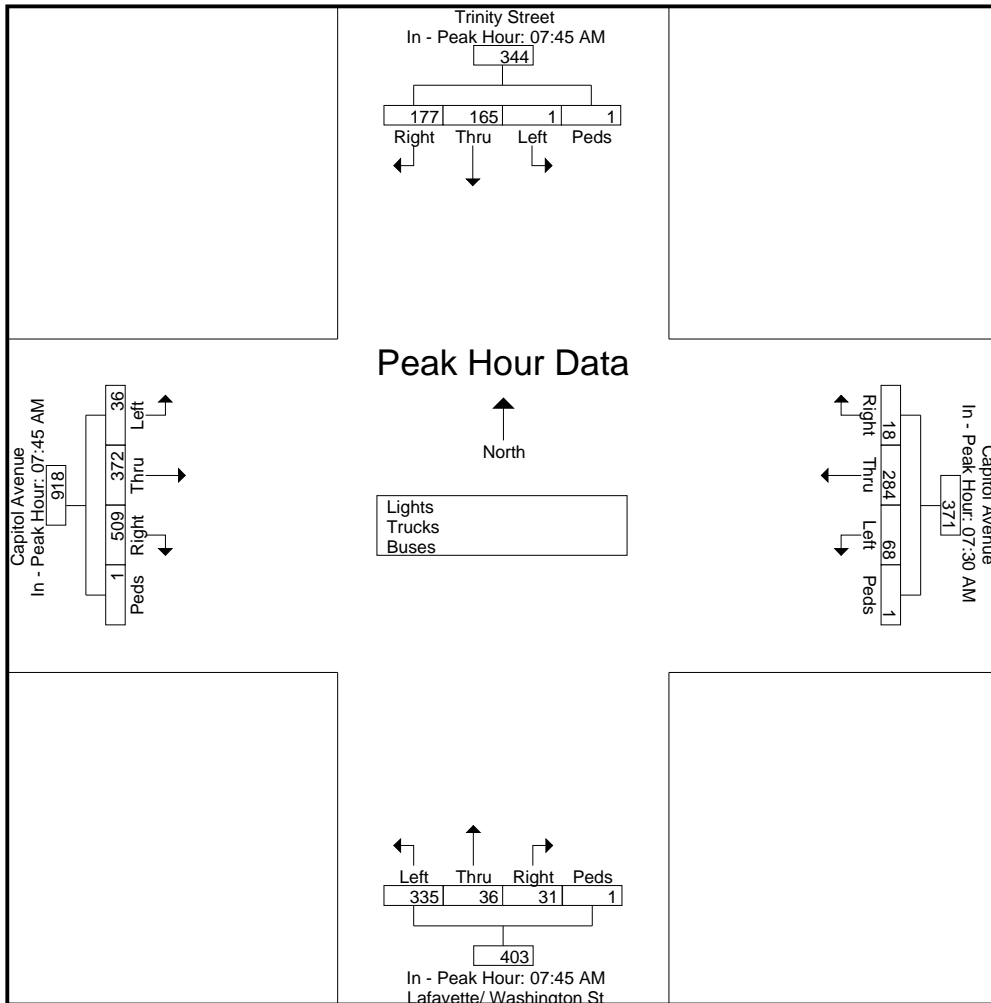 Trinity Street
In - Peak Hour: 07:45 AM
344
177 165 1 1
Right Thru Left Peds
Peak Hour Data
North
Lights
Trucks
Buses
Capitol Avenue
In - Peak Hour: 07:45 AM
918
36 372 509 1
Left Thru Right Peds
Capitol Avenue
In - Peak Hour: 07:30 AM
371
18 284 68 1
Right Thru Left Peds
Left Thru Right Peds
335 36 31 1
403
In - Peak Hour: 07:45 AM
Lafayette/ Washington St